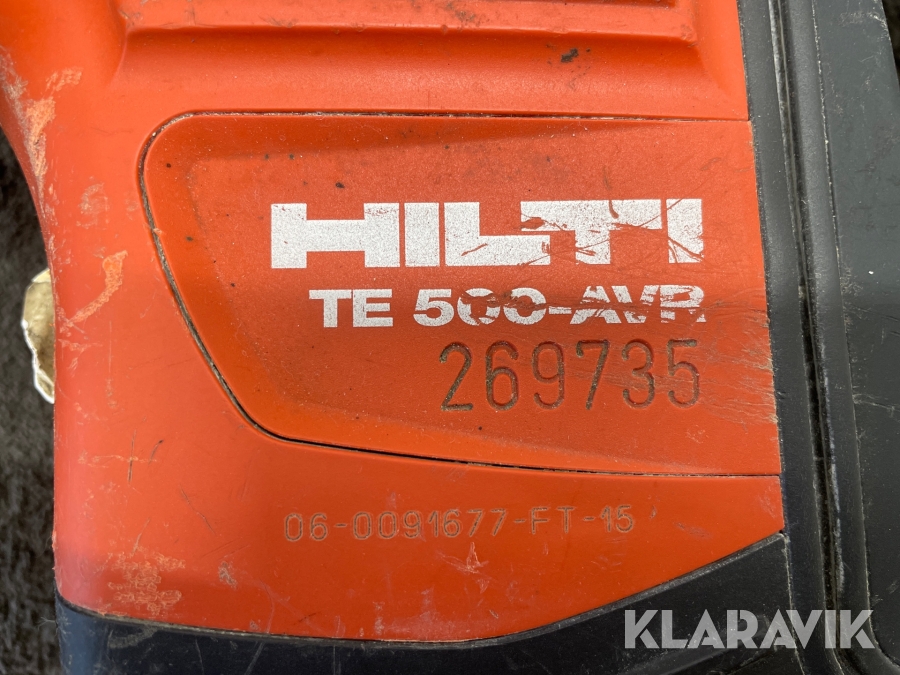 HILTI
TE 500-AVR
269735
06-0091677-FT-15
KLARAVIK